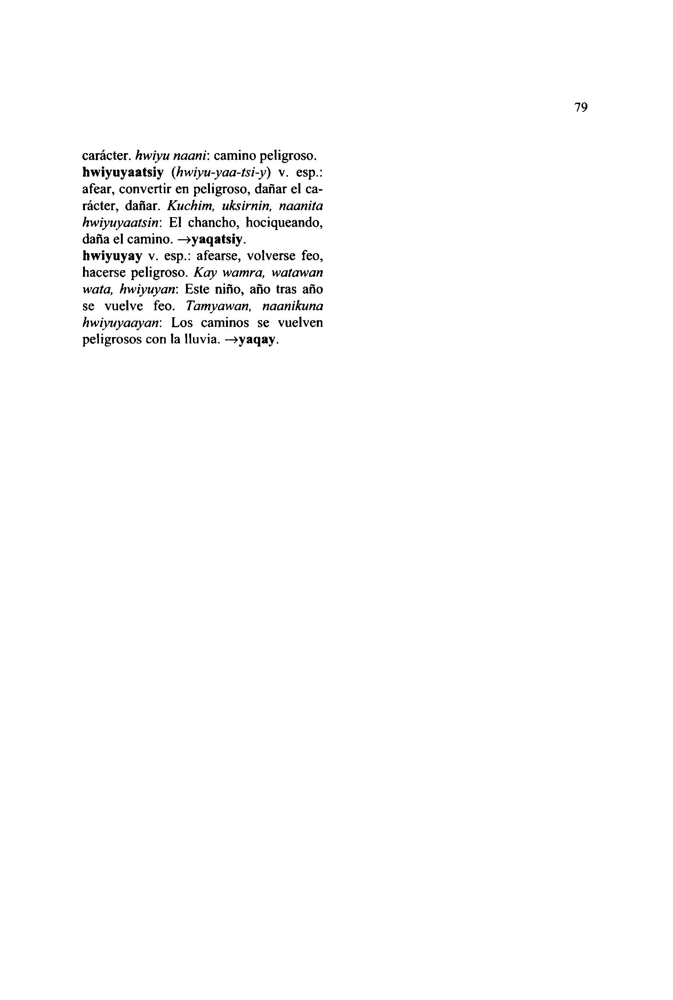 79
carácter. hwiyu naani: camino peligroso.
hwiyuyaatsiy (hwiyu-yaa-tsi-y) v. esp.:
afear, convertir en peligroso, dañar el ca-
rácter, dañar. Kuchim, uksirnin, naanita
hwiyuyaatsin: El chancho, hociqueando,
daña el camino. →yaqatsiy.
hwiyuyay v. esp.: afearse, volverse feo,
hacerse peligroso. Kay wamra, watawan
wata, hwiyuyan: Este niño, año tras año
se vuelve feo. Tamyawan, naanikuna
hwiyuyaayan: Los caminos se vuelven
peligrosos con la lluvia. →yaqay.